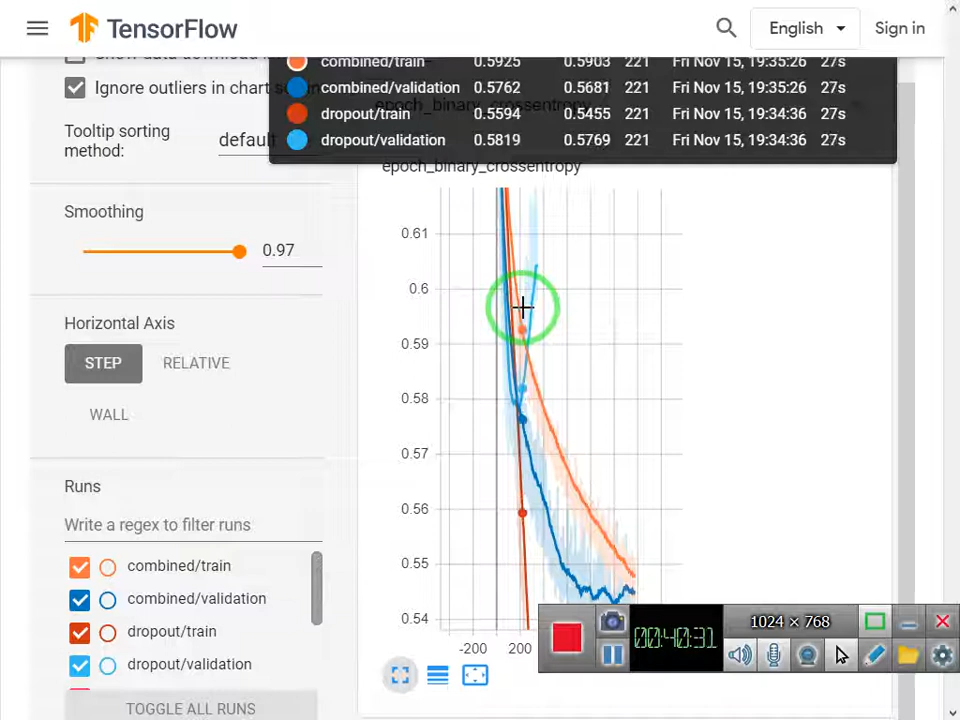 TensorFlow
English
Sign in
combined/train 0.5925 0.5903 221 Fri Nov 15, 19:35:26 27s
combined/validation 0.5762 0.5681 221 Fri Nov 15, 19:35:26 27s
dropout/train 0.5594 0.5455 221 Fri Nov 15, 19:34:36 27s
dropout/validation 0.5819 0.5769 221 Fri Nov 15, 19:34:36 27s
Ignore outliers in chart
epoch_binary_crossentropy
Tooltip sorting
method:
default
epoch_binary_crossentropy
Smoothing
0.97
Horizontal Axis
STEP RELATIVE
WALL
0.61
0.6
0.59
0.58
0.57
0.56
0.55
0.54
-200 200
Runs
Write a regex to filter runs
combined/train
combined/validation
dropout/train
dropout/validation
TOGGLE ALL RUNS
1024 × 768
00:40:31